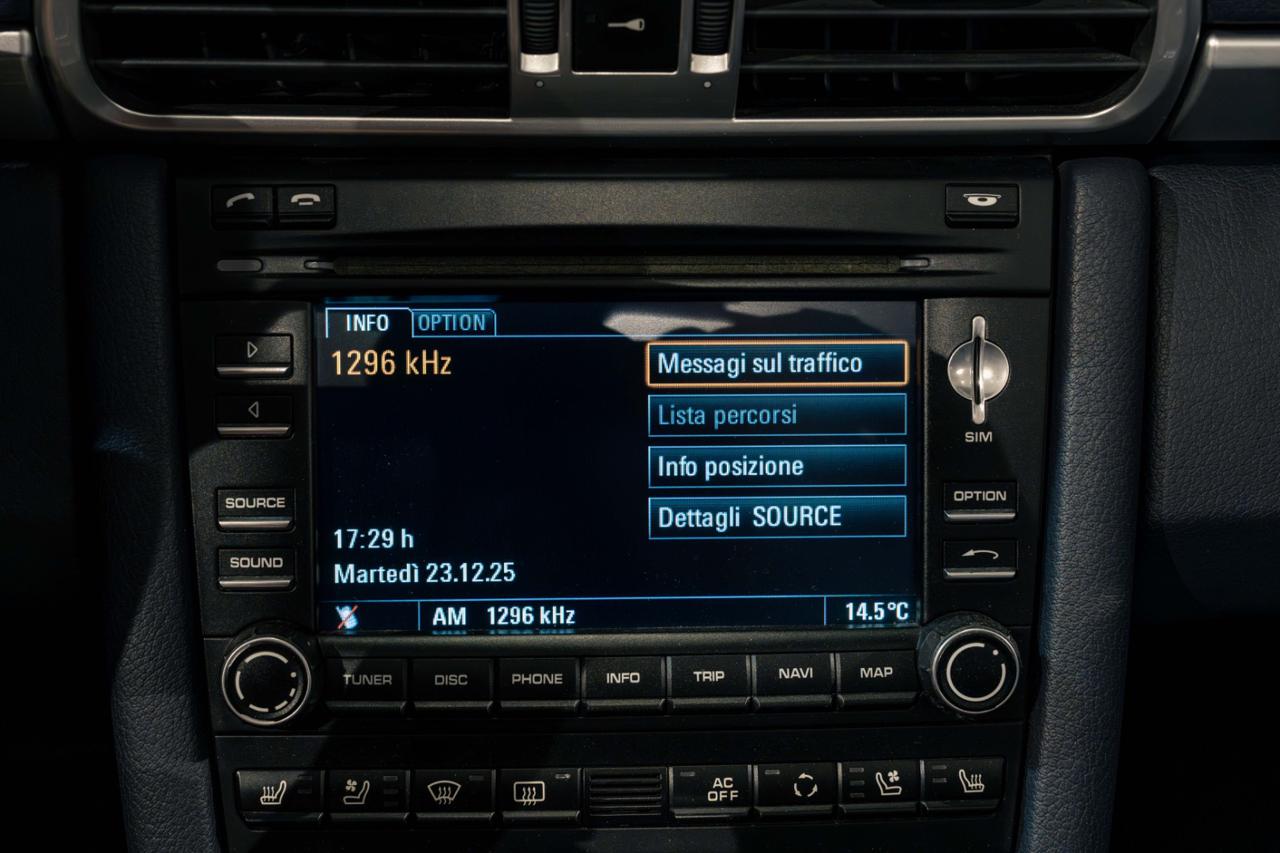 INFO OPTION
1296 kHz
Messagi sul traffico
Lista percorsi
Info posizione
Dettagli SOURCE
17:29 h
Martedì 23.12.25
AM 1296 kHz 14.5°C
SIM
SOURCE
SOUND
OPTION
TUNER DISC PHONE INFO TRIP NAVI MAP
AC
OFF